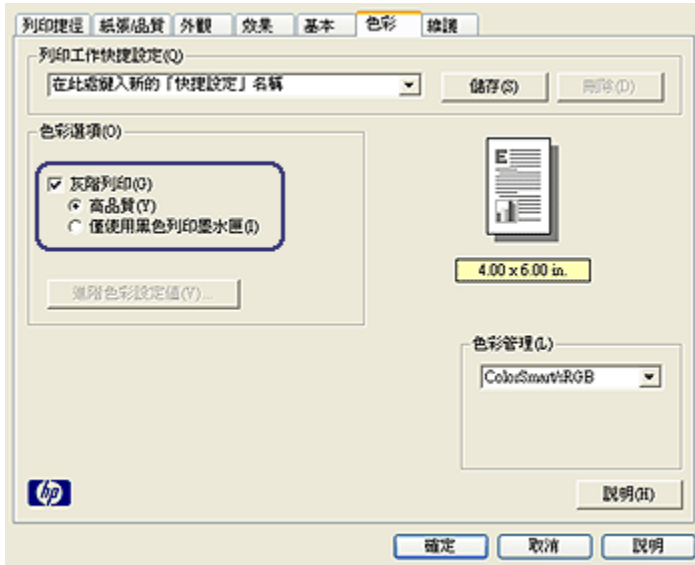 列印捷徑 紙張/品質 外觀 效果 基本 色彩 維護
列印工作快捷設定(Q)
在此處鍵入新的「快捷設定」名稱
儲存(S) 刪除(D)
色彩選項(O)
灰階列印(G)
高品質(Y)
僅使用黑色列印墨水匣(I)
進階色彩設定值(V)...
E
4.00 x 6.00 in.
色彩管理(L)
ColorSmart/sRGB
hp
說明(H)
確定 取消 說明